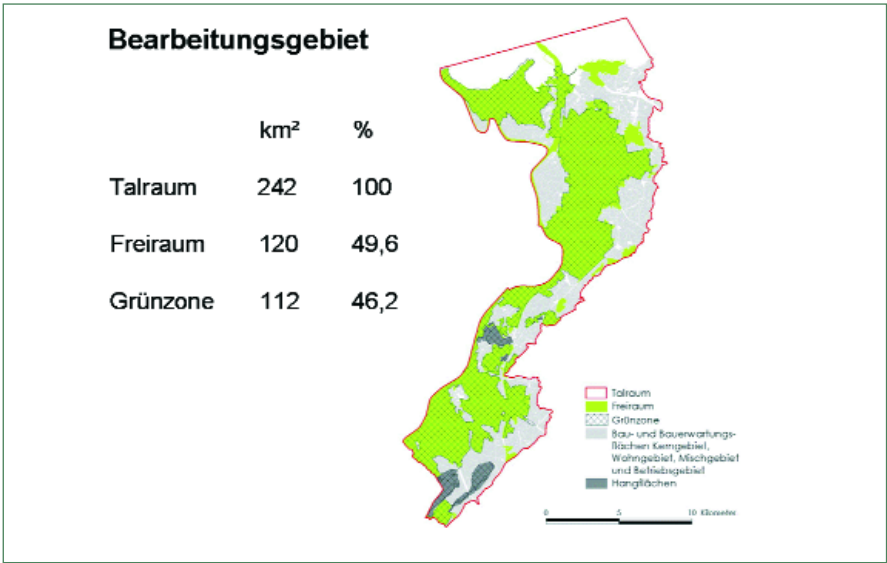 Bearbeitungsgebiet
km² %
Talraum 242 100
Freiraum 120 49,6
Grünzone 112 46,2
Talraum
Freiraum
Grünzone
Bau- und Bauerwartungs-
flächen Kerngebiet,
Wohngebiet, Mischgebiet
und Betriebsgebiet
Hangflächen
0 5 10 Kilometer